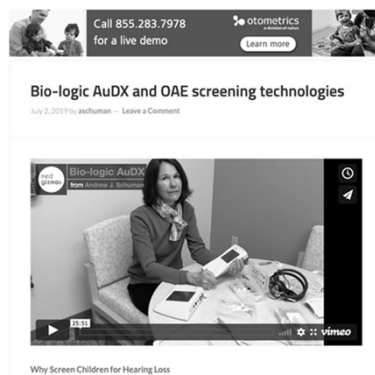 Call 855.283.7978
for a live demo
otometrics
a division of natus
Learn more
Bio-logic AuDX and OAE screening technologies
July 2, 2019 by aschuman — Leave a Comment
med
gizmos
Bio-logic AuDX
from Andrew J. Schuman
25:51
vimeo
Why Screen Children for Hearing Loss